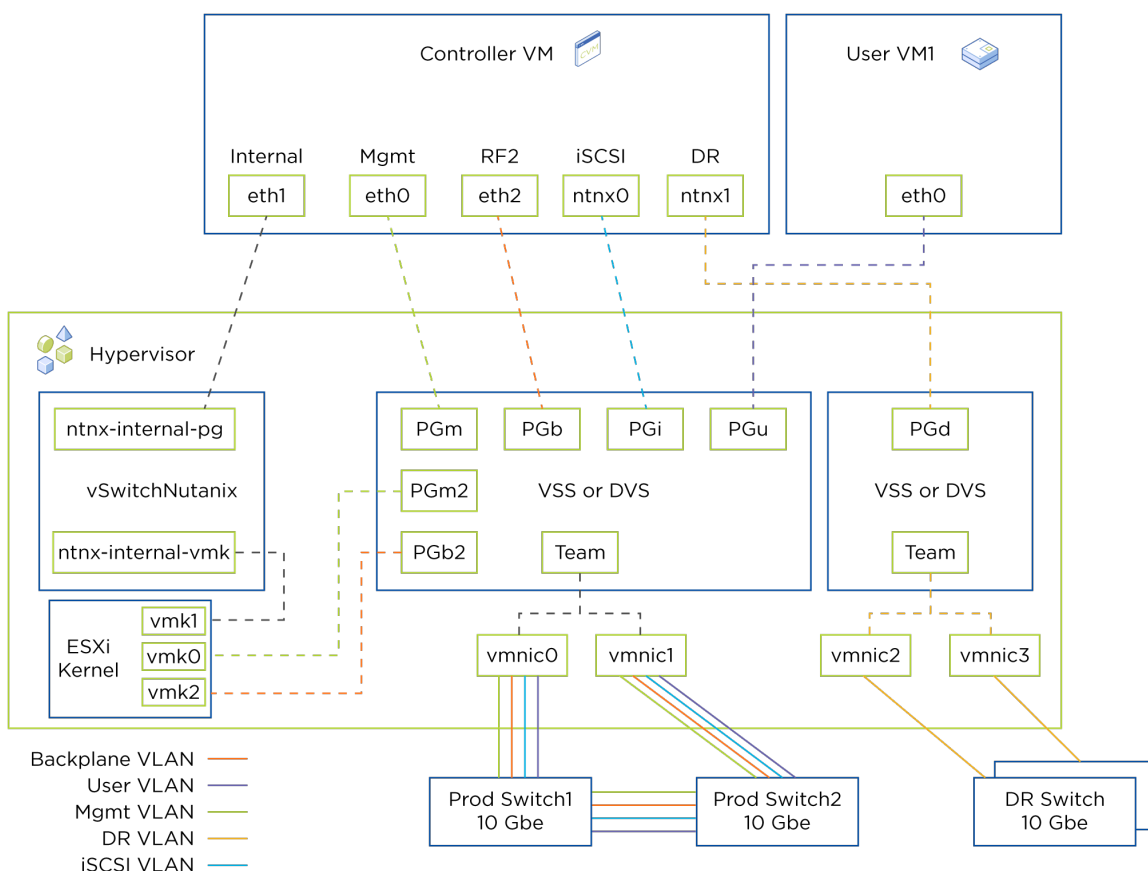 Controller VM
CVM
User VM1
Internal
Mgmt
RF2
iSCSI
DR
eth1
eth0
eth2
ntnx0
ntnx1
eth0
Hypervisor
ntnx-internal-pg
PGm
PGb
PGi
PGu
PGd
vSwitchNutanix
PGm2
VSS or DVS
VSS or DVS
ntnx-internal-vmk
PGb2
Team
Team
ESXi
Kernel
vmk1
vmk0
vmk2
vmnic0
vmnic1
vmnic2
vmnic3
Backplane VLAN
User VLAN
Mgmt VLAN
DR VLAN
iSCSI VLAN
Prod Switch1
10 Gbe
Prod Switch2
10 Gbe
DR Switch
10 Gbe